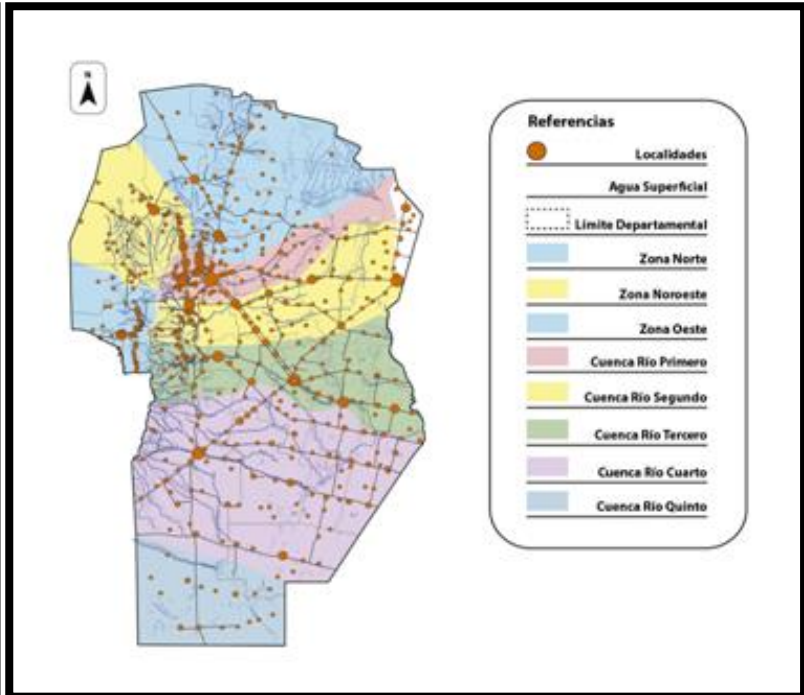 N
Referencias
Localidades
Agua Superficial
Límite Departamental
Zona Norte
Zona Noroeste
Zona Oeste
Cuenca Río Primero
Cuenca Río Segundo
Cuenca Río Tercero
Cuenca Río Cuarto
Cuenca Río Quinto